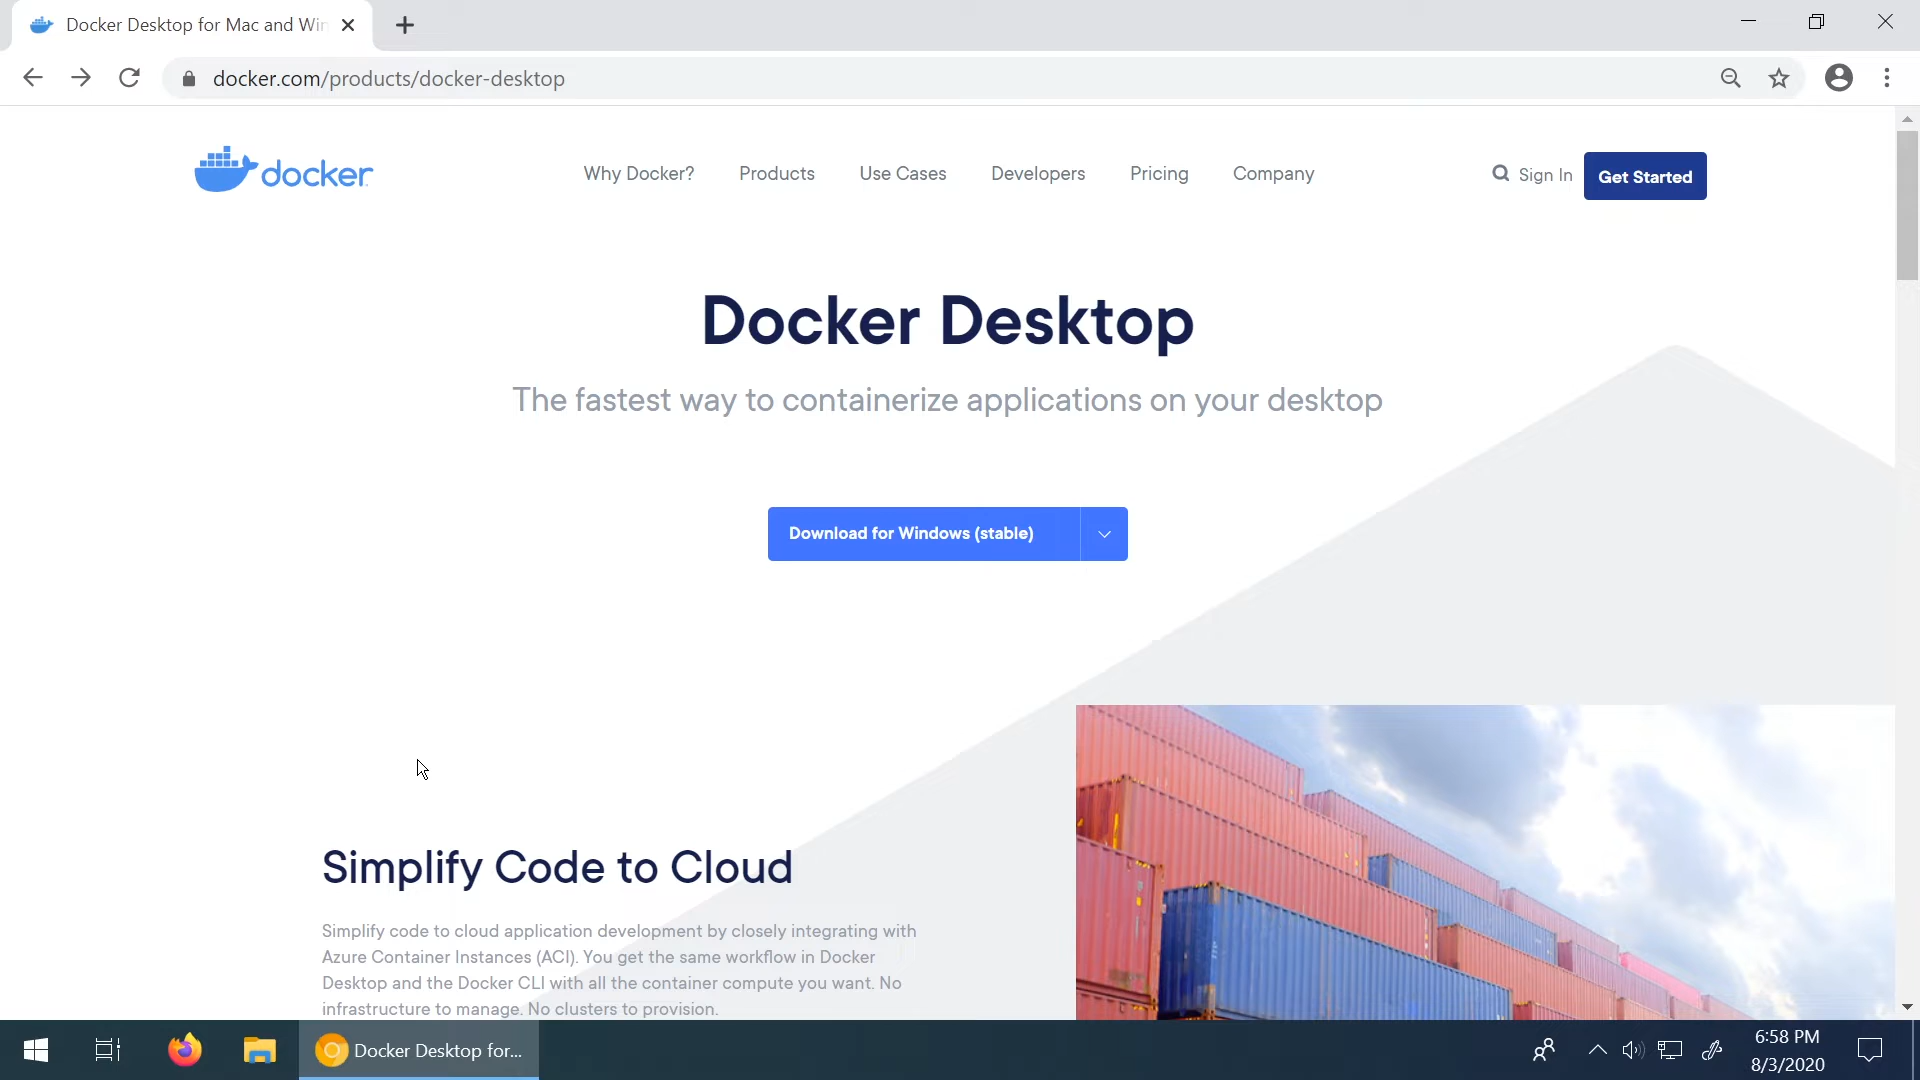 Docker Desktop for Mac and Win
docker.com/products/docker-desktop
docker
Why Docker? Products Use Cases Developers Pricing Company Sign In Get Started
Docker Desktop
The fastest way to containerize applications on your desktop
Download for Windows (stable)
Simplify Code to Cloud
Simplify code to cloud application development by closely integrating with
Azure Container Instances (ACI). You get the same workflow in Docker
Desktop and the Docker CLI with all the container compute you want. No
infrastructure to manage. No clusters to provision.
Docker Desktop for...
6:58 PM
8/3/2020